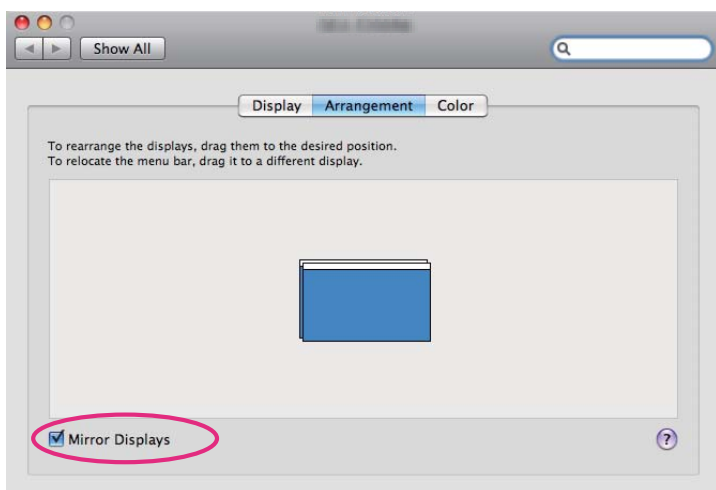 Show All
Display Arrangement Color
To rearrange the displays, drag them to the desired position.
To relocate the menu bar, drag it to a different display.
Mirror Displays
?